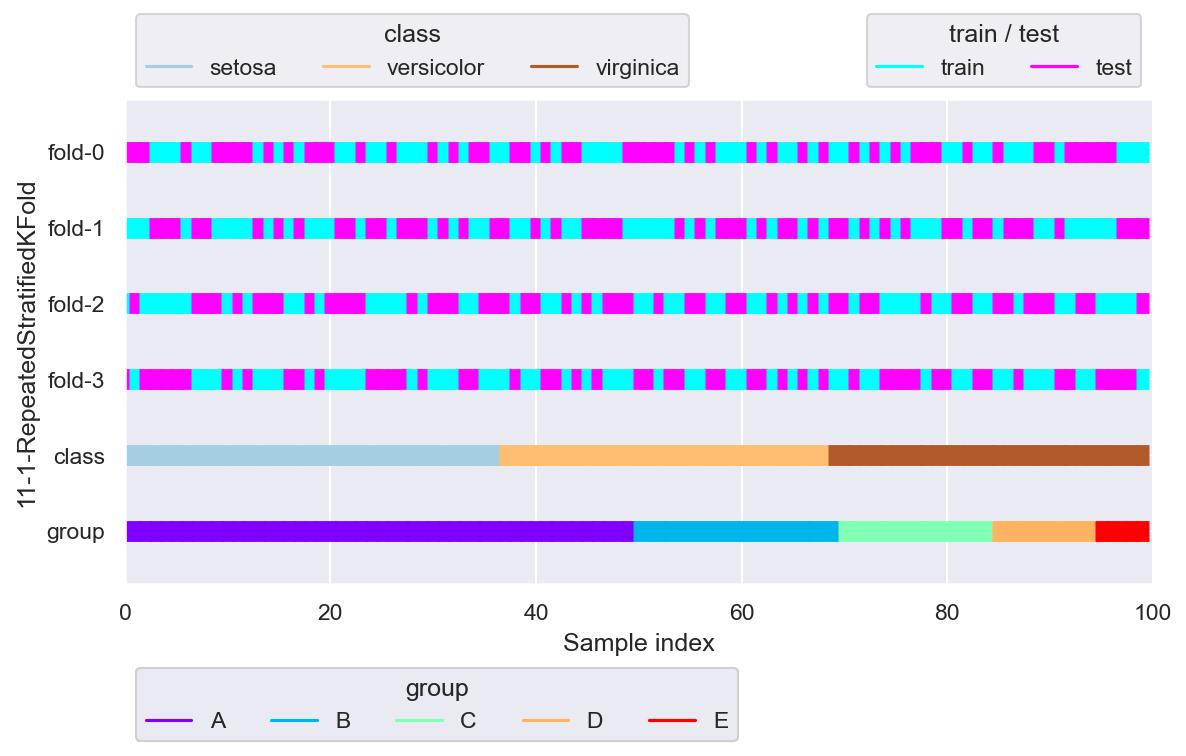 class
setosa versicolor virginica
train / test
train test
11-1-RepeatedStratifiedKFold
fold-0
fold-1
fold-2
fold-3
class
group
0 20 40 60 80 100
Sample index
group
A B C D E